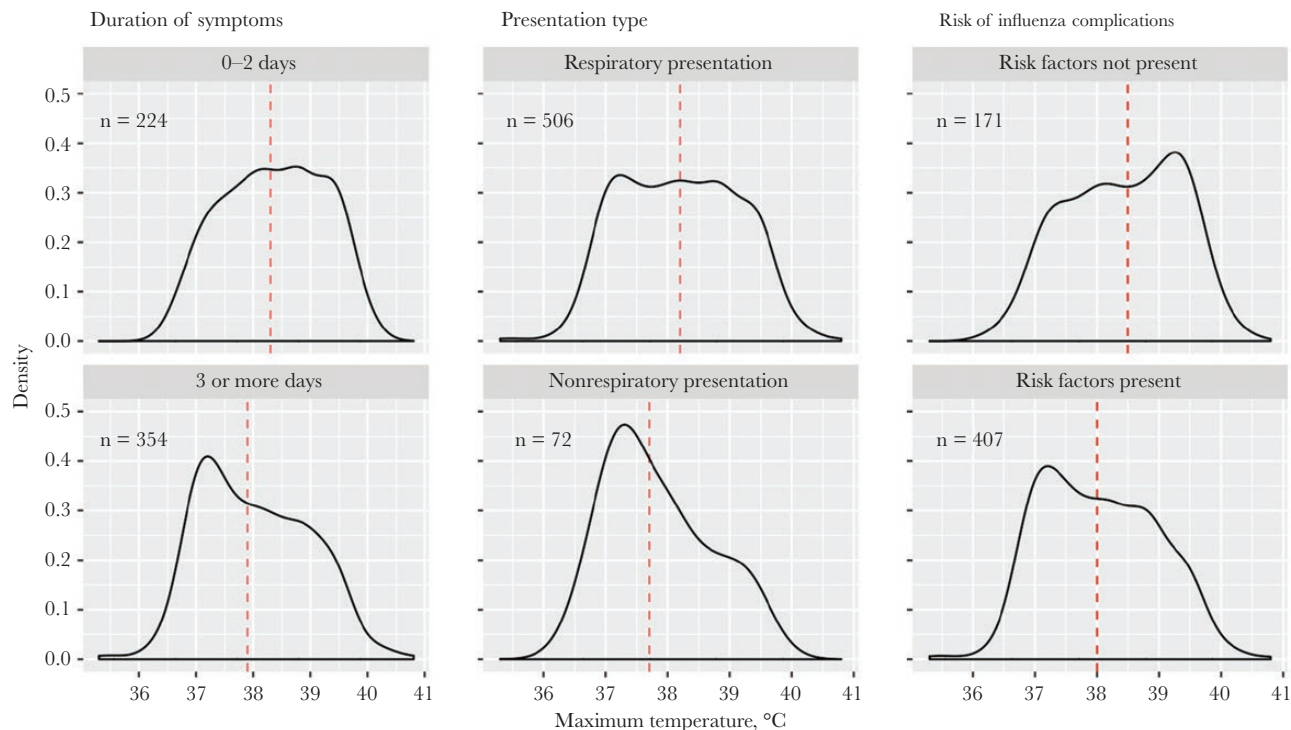 Duration of symptoms
Presentation type
Risk of influenza complications
0–2 days
Respiratory presentation
Risk factors not present
0.5
0.4
0.3
0.2
0.1
0.0
n = 224
n = 506
n = 171
Density
3 or more days
Nonrespiratory presentation
Risk factors present
0.5
0.4
0.3
0.2
0.1
0.0
n = 354
n = 72
n = 407
36 37 38 39 40 41
36 37 38 39 40 41
36 37 38 39 40 41
Maximum temperature, °C